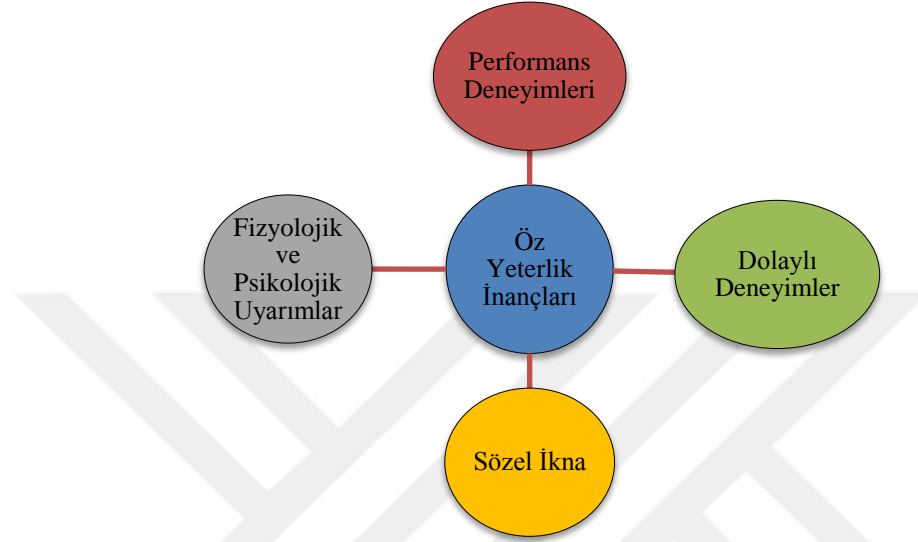 Performans
Deneyimleri
Fizyolojik
ve
Psikolojik
Uyarımlar
Öz
Yeterlik
İnançları
Dolaylı
Deneyimler
Sözel İkna